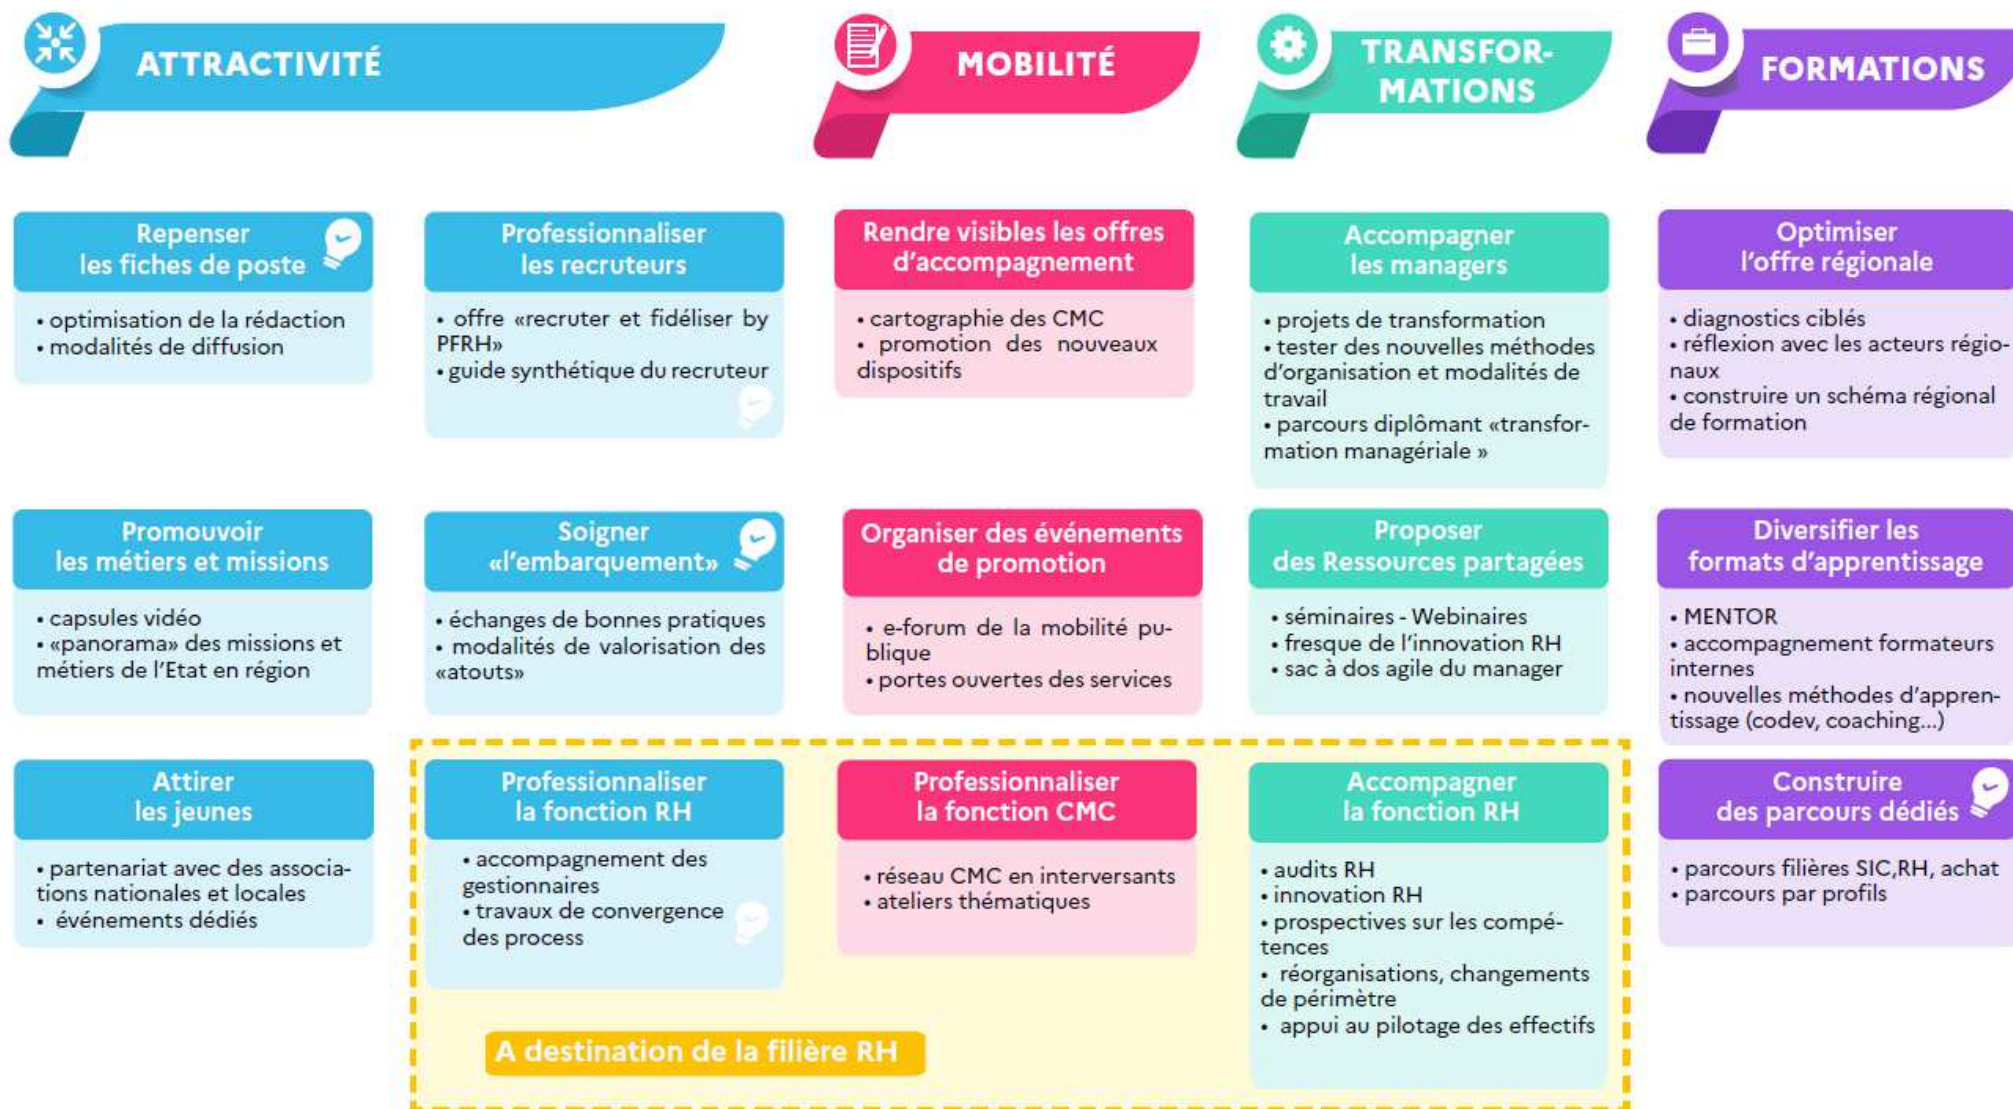 ATTRACTIVITÉ
MOBILITÉ
TRANSFOR-
MATIONS
FORMATIONS
Repenser
les fiches de poste
• optimisation de la rédaction
• modalités de diffusion
Professionnaliser
les recruteurs
• offre «recruter et fidéliser by
PFRH»
• guide synthétique du recruteur
Rendre visibles les offres
d'accompagnement
• cartographie des CMC
• promotion des nouveaux
dispositifs
Accompagner
les managers
• projets de transformation
• tester des nouvelles méthodes
d'organisation et modalités de
travail
• parcours diplômant «transfor-
mation managériale »
Optimiser
l'offre régionale
• diagnostics ciblés
• réflexion avec les acteurs régio-
naux
• construire un schéma régional
de formation
Promouvoir
les métiers et missions
• capsules vidéo
• «panorama» des missions et
métiers de l'Etat en région
Soigner
«l'embarquement»
• échanges de bonnes pratiques
• modalités de valorisation des
«atouts»
Organiser des événements
de promotion
• e-forum de la mobilité pu-
blique
• portes ouvertes des services
Proposer
des Ressources partagées
• séminaires - Webinaires
• fresque de l'innovation RH
• sac à dos agile du manager
Diversifier les
formats d'apprentissage
• MENTOR
• accompagnement formateurs
internes
• nouvelles méthodes d'appren-
tissage (codev, coaching...)
Attirer
les jeunes
• partenariat avec des associa-
tions nationales et locales
• événements dédiés
Professionnaliser
la fonction RH
• accompagnement des
gestionnaires
• travaux de convergence
des process
Professionnaliser
la fonction CMC
• réseau CMC en interversants
• ateliers thématiques
Accompagner
la fonction RH
• audits RH
• innovation RH
• prospectives sur les compé-
tences
• réorganisations, changements
de périmètre
• appui au pilotage des effectifs
Construire
des parcours dédiés
• parcours filières SIC,RH, achat
• parcours par profils
A destination de la filière RH